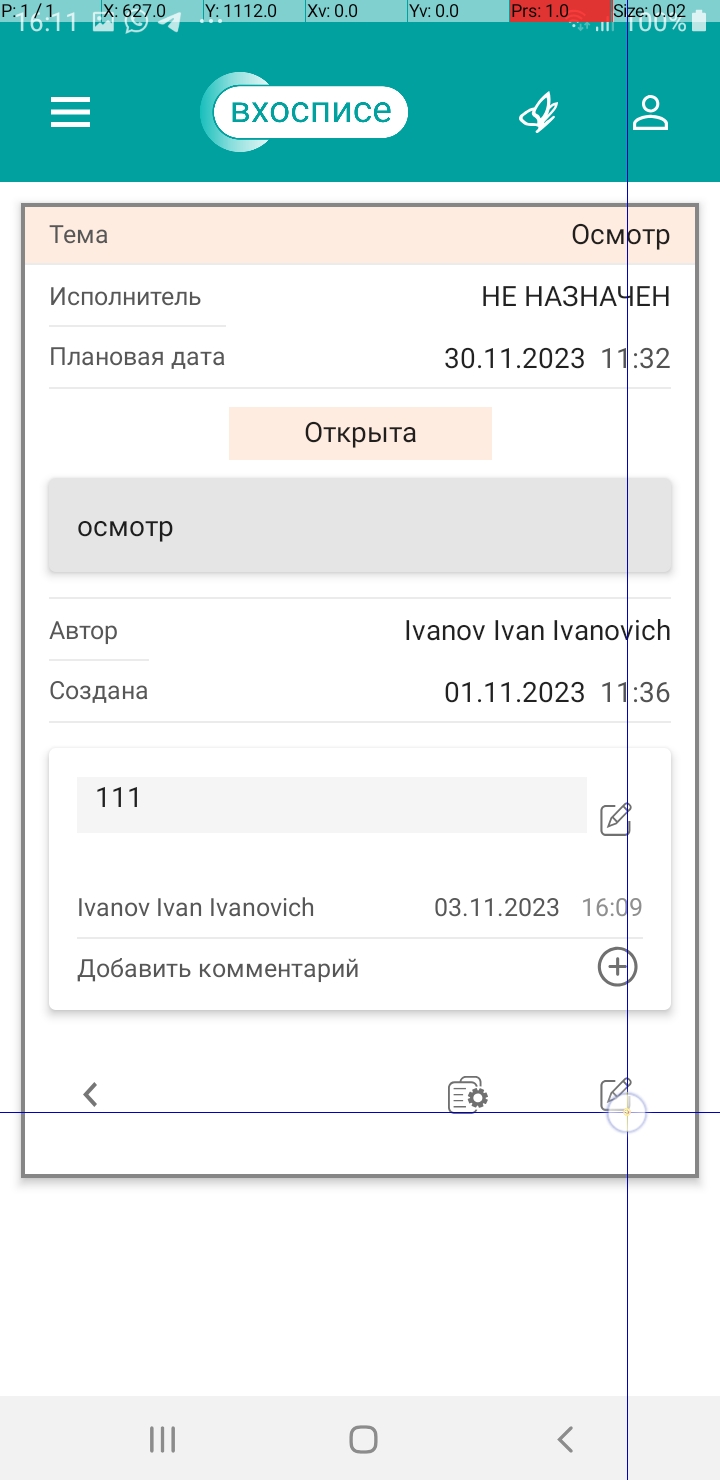 P: 1 / 1 X: 627.0 Y: 1112.0 Xv: 0.0 Yv: 0.0 Prs: 1.0 Size: 0.02
16:11 100%
вхосписе
Тема Осмотр
Исполнитель НЕ НАЗНАЧЕН
Плановая дата 30.11.2023 11:32
Открыта
осмотр
Автор Ivanov Ivan Ivanovich
Создана 01.11.2023 11:36
111
Ivanov Ivan Ivanovich 03.11.2023 16:09
Добавить комментарий